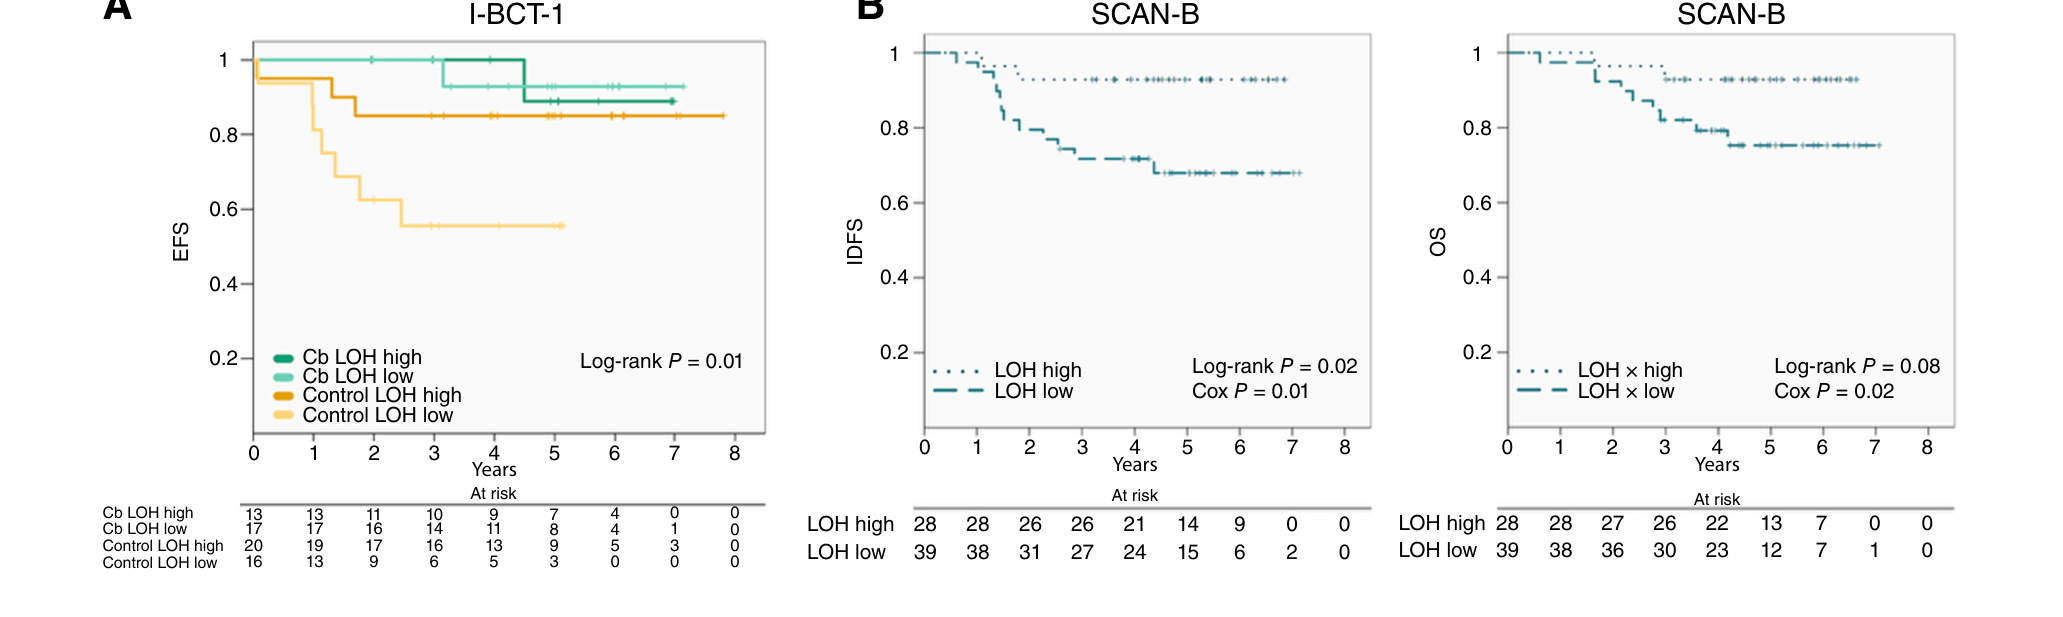 A
I-BCT-1
1
0.8
0.6
0.4
0.2
EFS
Cb LOH high
Cb LOH low
Control LOH high
Control LOH low
Log-rank P = 0.01
0 1 2 3 4 5 6 7 8
Years
At risk
Cb LOH high 13 13 11 10 9 7 4 0 0
Cb LOH low 17 17 16 14 11 8 4 1 0
Control LOH high 20 19 17 16 13 9 5 3 0
Control LOH low 16 13 9 6 5 3 0 0 0
B
SCAN-B
1
0.8
0.6
0.4
0.2
IDFS
LOH high
LOH low
Log-rank P = 0.02
Cox P = 0.01
0 1 2 3 4 5 6 7 8
Years
At risk
LOH high 28 28 26 26 21 14 9 0 0
LOH low 39 38 31 27 24 15 6 2 0
SCAN-B
1
0.8
0.6
0.4
0.2
OS
LOH × high
LOH × low
Log-rank P = 0.08
Cox P = 0.02
0 1 2 3 4 5 6 7 8
Years
At risk
LOH high 28 28 27 26 22 13 7 0 0
LOH low 39 38 36 30 23 12 7 1 0